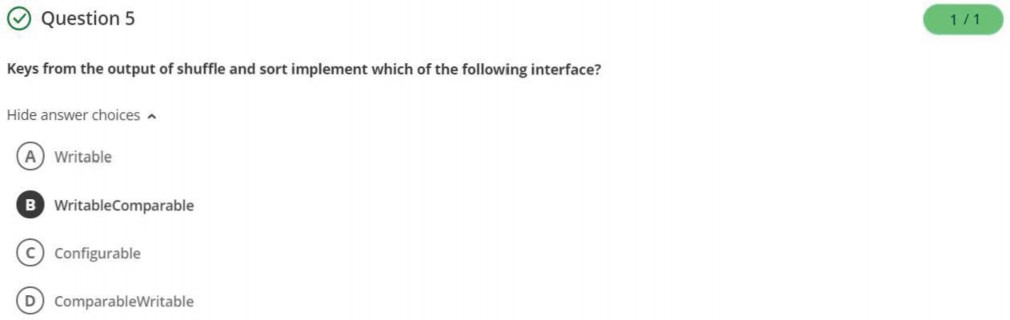 Question 5
1 / 1
Keys from the output of shuffle and sort implement which of the following interface?
Hide answer choices
A Writable
B WritableComparable
C Configurable
D ComparableWritable